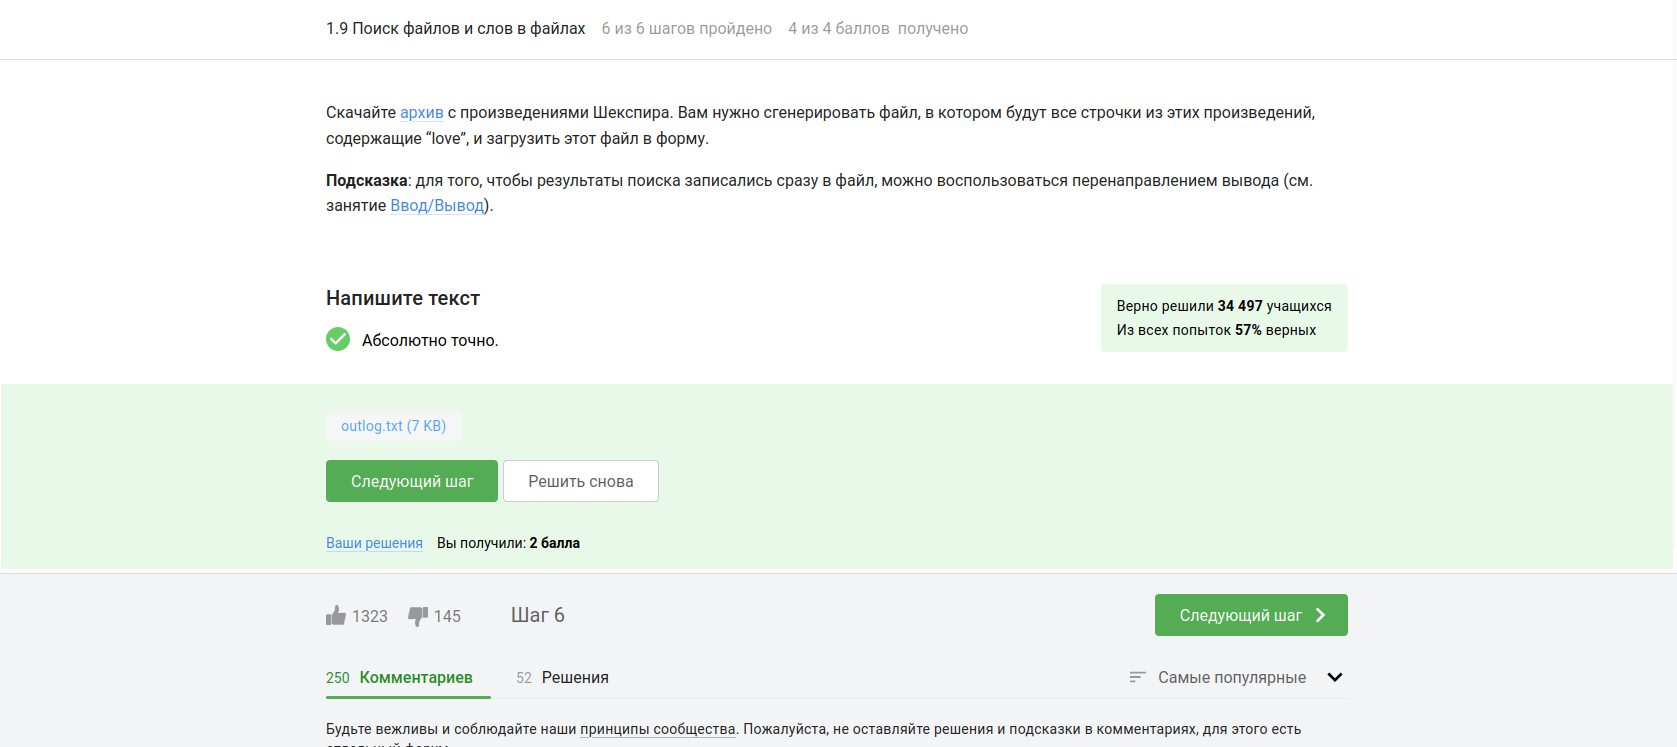 1.9 Поиск файлов и слов в файлах 6 из 6 шагов пройдено 4 из 4 баллов получено
Скачайте архив с произведениями Шекспира. Вам нужно сгенерировать файл, в котором будут все строчки из этих произведений,
содержащие “love”, и загрузить этот файл в форму.
Подсказка: для того, чтобы результаты поиска записались сразу в файл, можно воспользоваться перенаправлением вывода (см.
занятие Ввод/Вывод).
Напишите текст
Верно решили 34 497 учащихся
Из всех попыток 57% верных
Абсолютно точно.
outlog.txt (7 KB)
Следующий шаг Решить снова
Ваши решения Вы получили: 2 балла
1323 145 Шаг 6 Следующий шаг
250 Комментариев 52 Решения Самые популярные
Будьте вежливы и соблюдайте наши принципы сообщества. Пожалуйста, не оставляйте решения и подсказки в комментариях, для этого есть